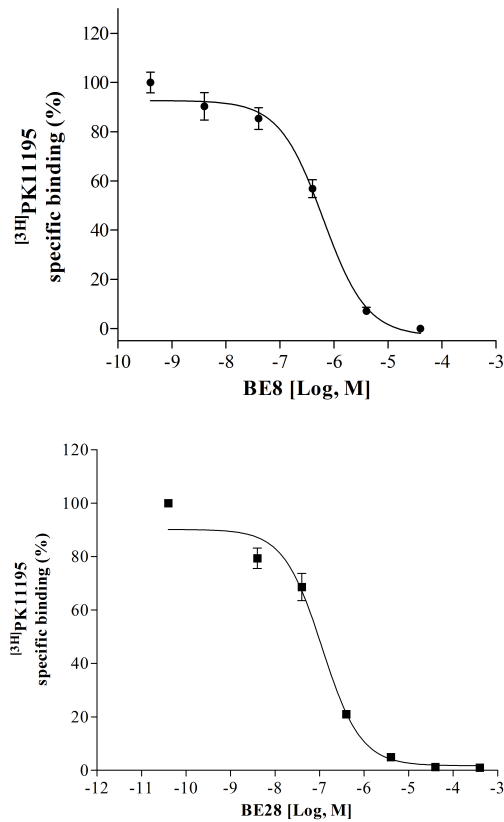 120
100
80
60
40
20
0
[3H]PK11195
specific binding (%)
-10 -9 -8 -7 -6 -5 -4 -3
BE8 [Log, M]
120
100
80
60
40
20
0
[3H]PK11195
specific binding (%)
-12 -11 -10 -9 -8 -7 -6 -5 -4 -3
BE28 [Log, M]